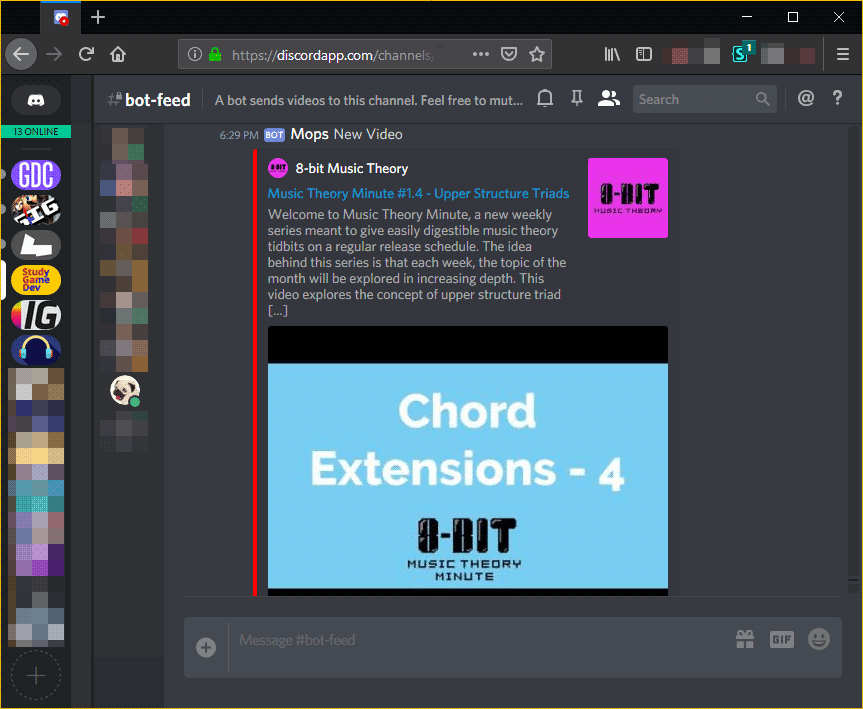 https://discordapp.com/channels/
S 1
#bot-feed
A bot sends videos to this channel. Feel free to mut...
Search
@ ?
13 ONLINE
GDC
GIG
Study
Game
Dev
IG
6:29 PM BOT Mops New Video
8-BIT
8-bit Music Theory
Music Theory Minute #1.4 - Upper Structure Triads
Welcome to Music Theory Minute, a new weekly
series meant to give easily digestible music theory
tidbits on a regular release schedule. The idea
behind this series is that each week, the topic of the
month will be explored in increasing depth. This
video explores the concept of upper structure triad
[...]
8-BIT
MUSIC THEORY
Chord
Extensions - 4
8-BIT
MUSIC THEORY
MINUTE
Message #bot-feed
GIF